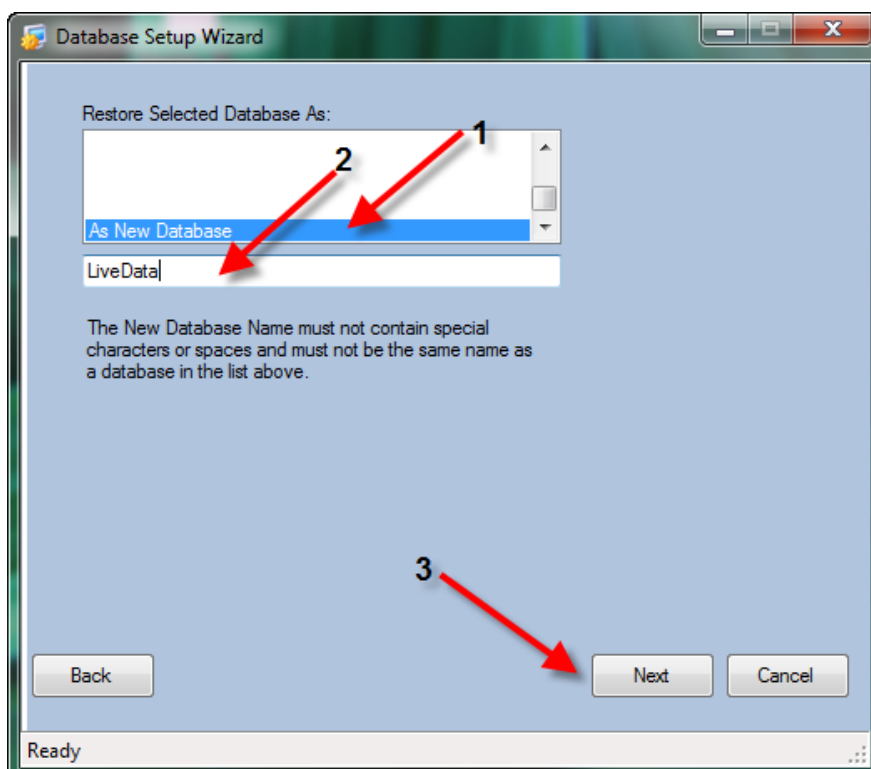 Database Setup Wizard
Restore Selected Database As:
1
2
As New Database
LiveData
The New Database Name must not contain special
characters or spaces and must not be the same name as
a database in the list above.
3
Back
Next
Cancel
Ready